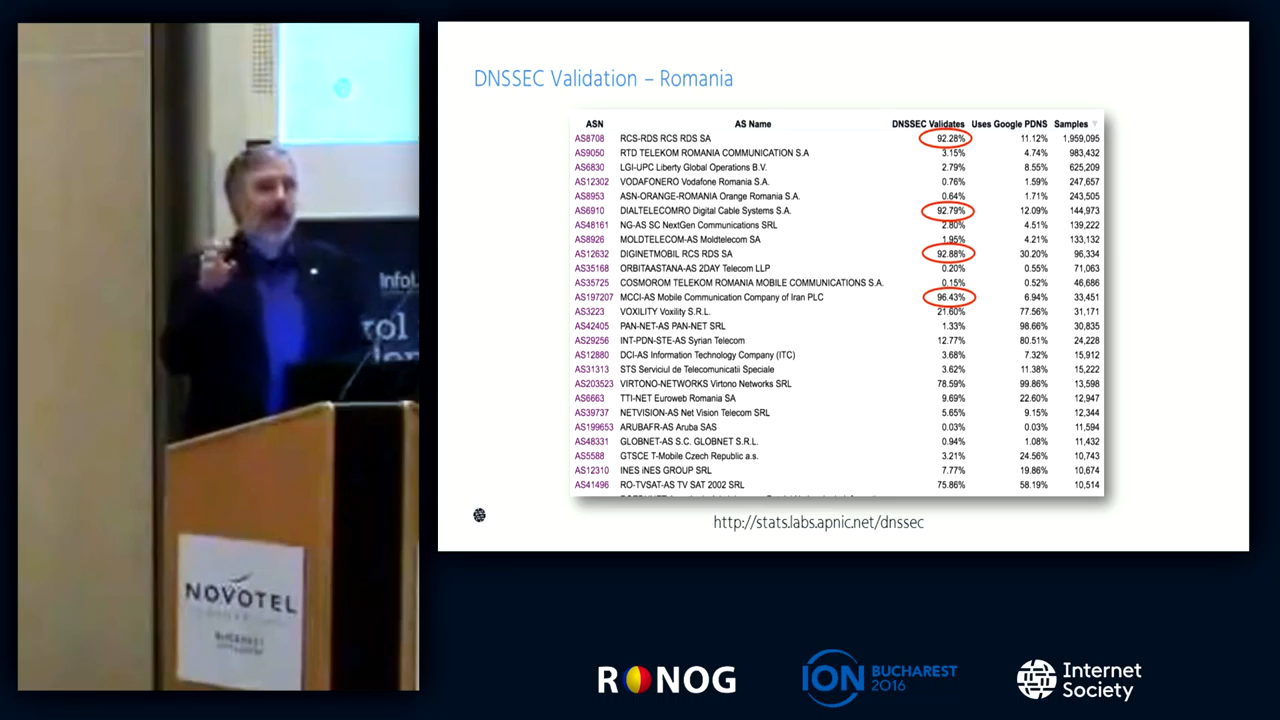 InfoL
NOVOTEL
BUCHAREST
DNSSEC Validation – Romania
ASN AS Name DNSSEC Validates Uses Google PDNS Samples
AS8708 RCS-RDS RCS RDS SA 92.28% 11.12% 1,959,095
AS9050 RTD TELEKOM ROMANIA COMMUNICATION S.A 3.15% 4.74% 983,432
AS6830 LGI-UPC Liberty Global Operations B.V. 2.79% 8.55% 625,209
AS12302 VODAFONERO Vodafone Romania S.A. 0.76% 1.59% 247,657
AS8953 ASN-ORANGE-ROMANIA Orange Romania S.A. 0.64% 1.71% 243,505
AS6910 DIALTELECOMRO Digital Cable Systems S.A. 92.79% 12.09% 144,973
AS48161 NG-AS SC NextGen Communications SRL 2.80% 4.51% 139,222
AS8926 MOLDTELECOM-AS Moldtelecom SA 1.95% 4.21% 133,132
AS12632 DIGINETMOBIL RCS RDS SA 92.88% 30.20% 96,334
AS35168 ORBITAASTANA-AS 2DAY Telecom LLP 0.20% 0.55% 71,063
AS35725 COSMOROM TELEKOM ROMANIA MOBILE COMMUNICATIONS S.A. 0.15% 0.52% 46,686
AS197207 MCCI-AS Mobile Communication Company of Iran PLC 96.43% 6.94% 33,451
AS3223 VOXILITY Voxility S.R.L. 21.60% 77.56% 31,171
AS42405 PAN-NET-AS PAN-NET SRL 1.33% 98.66% 30,835
AS29256 INT-PDN-STE-AS Syrian Telecom 12.77% 80.51% 24,228
AS12880 DCI-AS Information Technology Company (ITC) 3.68% 7.32% 15,912
AS31313 STS Serviciul de Telecomunicatii Speciale 3.62% 11.38% 15,222
AS203523 VIRTONO-NETWORKS Virtono Networks SRL 78.59% 99.86% 13,598
AS6663 TTI-NET Euroweb Romania SA 9.69% 22.60% 12,947
AS39737 NETVISION-AS Net Vision Telecom SRL 5.65% 9.15% 12,344
AS199653 ARUBAFR-AS Aruba SAS 0.03% 0.03% 11,594
AS48331 GLOBNET-AS S.C. GLOBNET S.R.L. 0.94% 1.08% 11,432
AS5588 GTSCE T-Mobile Czech Republic a.s. 3.21% 24.56% 10,743
AS12310 INES iNES GROUP SRL 7.77% 19.86% 10,674
AS41496 RO-TVSAT-AS TV SAT 2002 SRL 75.86% 58.19% 10,514
http://stats.labs.apnic.net/dnssec
RONOG
ION BUCHAREST 2016
Internet Society